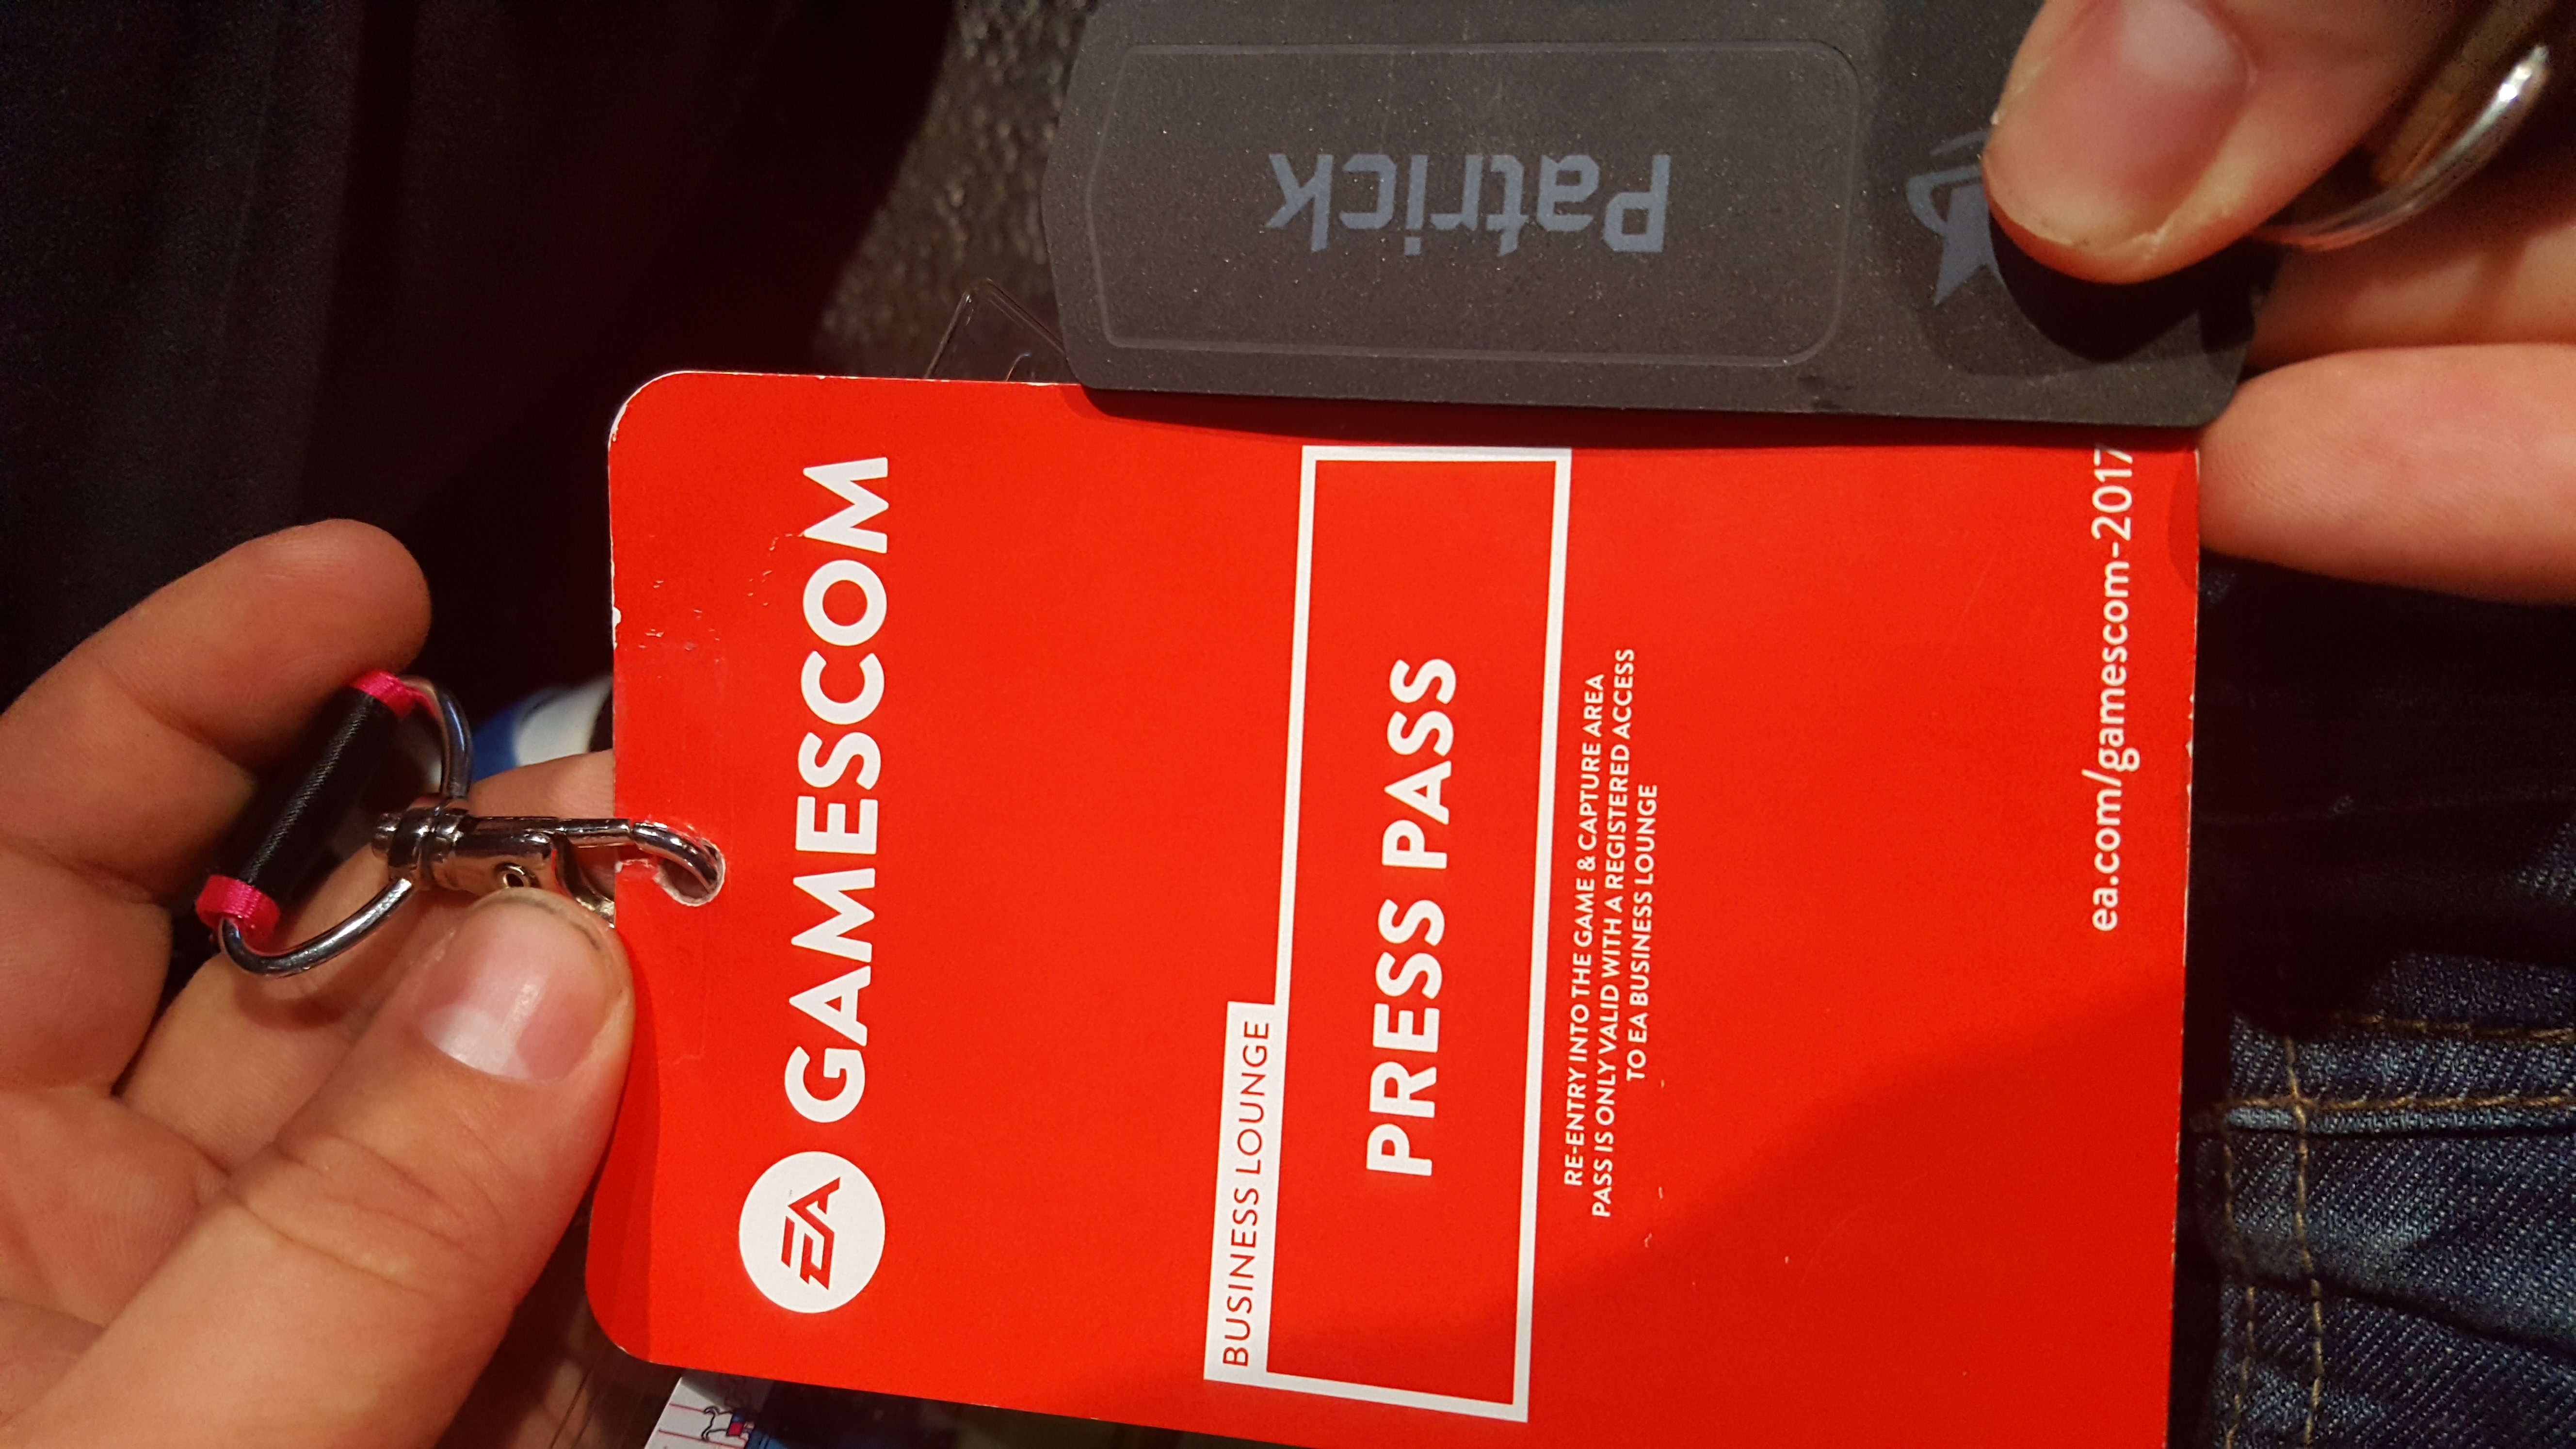 Patrick
EA GAMESCOM
BUSINESS LOUNGE
PRESS PASS
RE-ENTRY INTO THE GAME & CAPTURE AREA
PASS IS ONLY VALID WITH A REGISTERED ACCESS
TO EA BUSINESS LOUNGE
ea.com/gamescom-2017